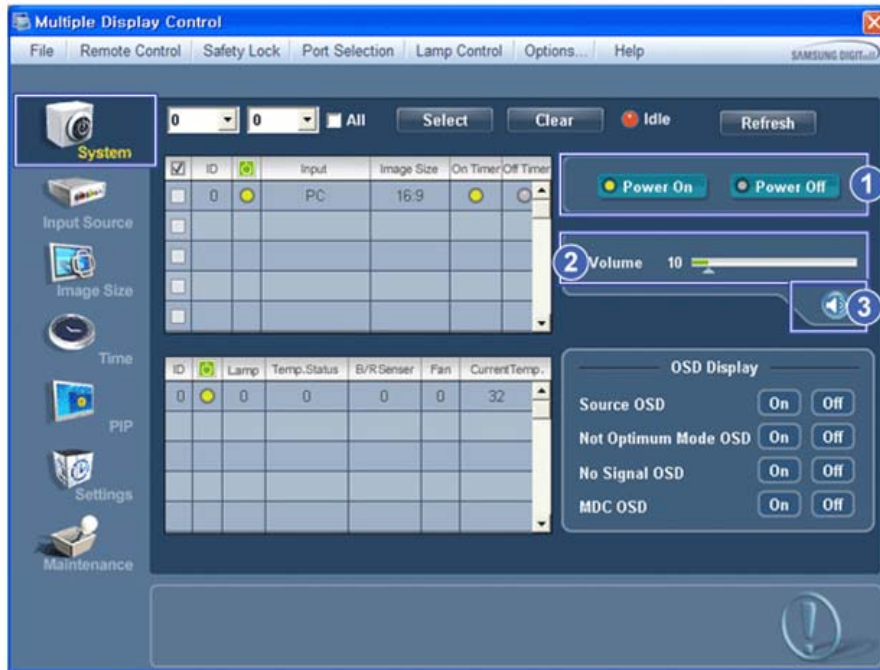 Multiple Display Control
File Remote Control Safety Lock Port Selection Lamp Control Options... Help
SAMSUNG DIGITall
System
Input Source
Image Size
Time
PIP
Settings
Maintenance
0 0 All Select Clear Idle Refresh
ID Input Image Size On Timer Off Timer
0 PC 16:9
Power On Power Off 1
2 Volume 10
3
ID Lamp Temp.Status B/RSenser Fan CurrentTemp.
0 0 0 0 0 32
OSD Display
Source OSD On Off
Not Optimum Mode OSD On Off
No Signal OSD On Off
MDC OSD On Off